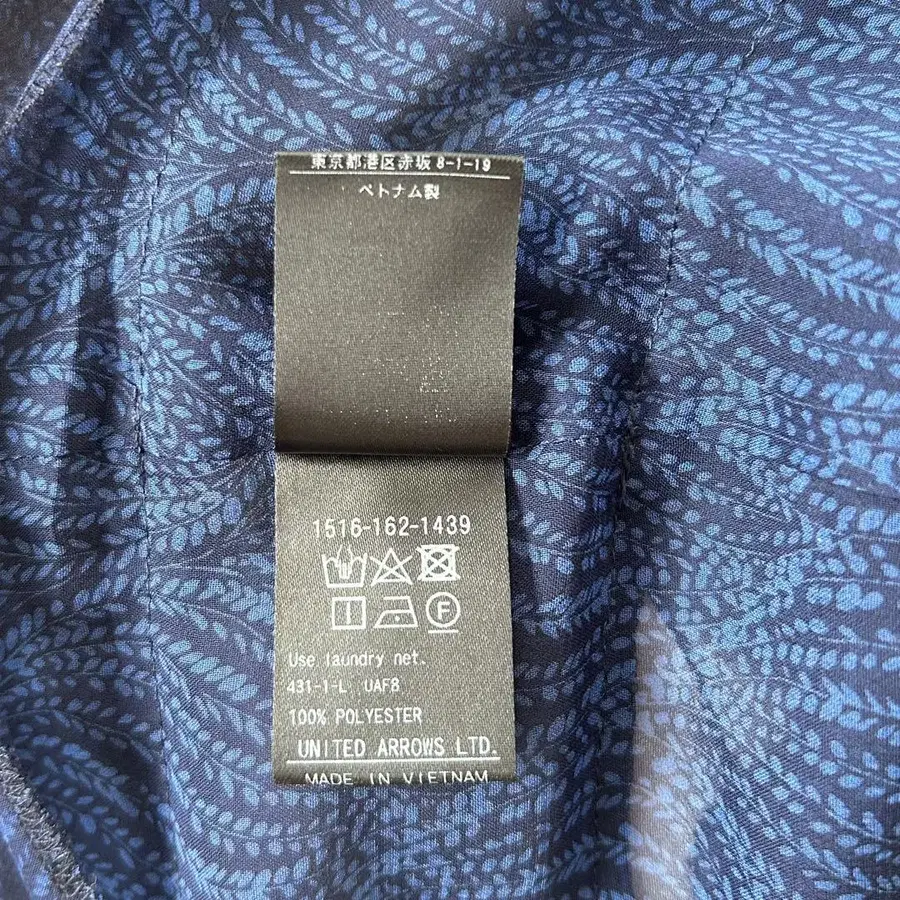 東京都港区赤坂 8-1-19
ベトナム製
1516-162-1439
Use laundry net.
431-1-L UAF8
100% POLYESTER
UNITED ARROWS LTD.
MADE IN VIETNAM